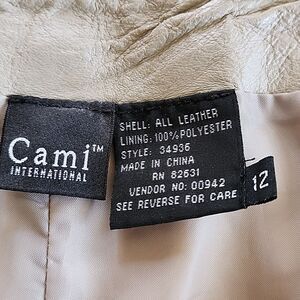 Cami™
INTERNATIONAL
SHELL: ALL LEATHER
LINING: 100% POLYESTER
STYLE: 34936
MADE IN CHINA
RN 82631
VENDOR NO: 00942
SEE REVERSE FOR CARE
12